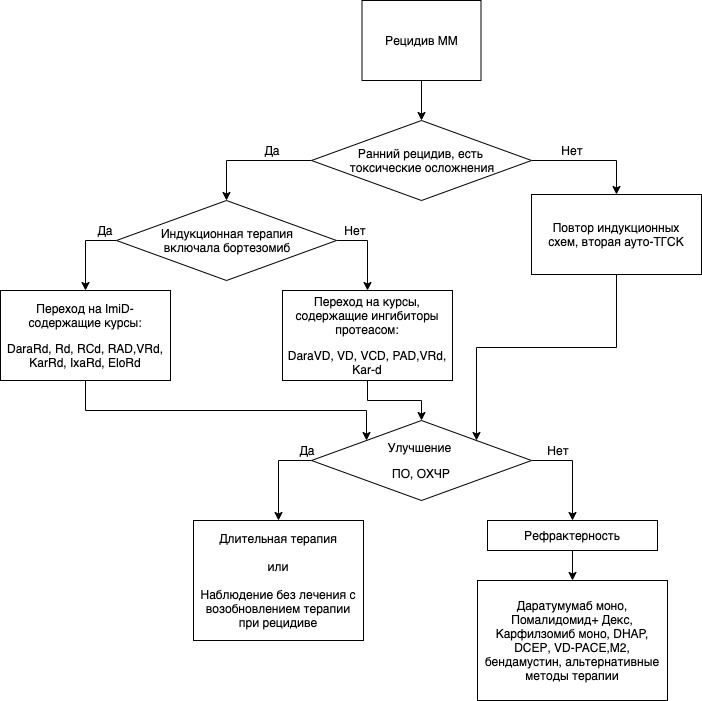 Рецидив ММ
Ранний рецидив, есть
токсические осложнения
Да
Нет
Индукционная терапия
включала бортезомиб
Да
Нет
Повтор индукционных
схем, вторая ауто-ТГСК
Переход на ImiD-
содержащие курсы:
DaraRd, Rd, RCd, RAD,VRd,
KarRd, IxaRd, EloRd
Переход на курсы,
содержащие ингибиторы
протеасом:
DaraVD, VD, VCD, PAD,VRd,
Kar-d
Улучшение
ПО, ОХЧР
Да
Нет
Длительная терапия
или
Наблюдение без лечения с
возобновлением терапии
при рецидиве
Рефрактерность
Даратумумаб моно,
Помалидомид+ Декс,
Карфилзомиб моно, DHAP,
DCEP, VD-PACE,M2,
бендамустин, альтернативные
методы терапии